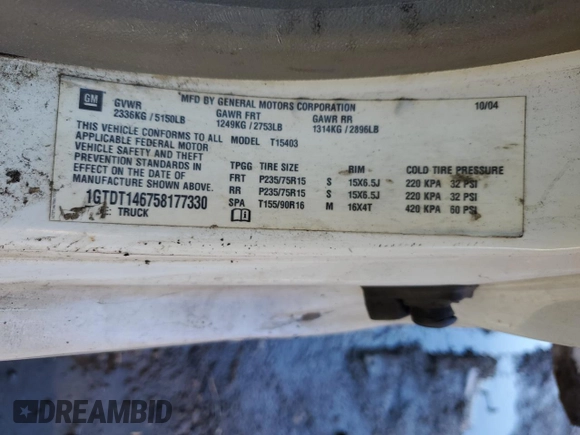 GM
MFD BY GENERAL MOTORS CORPORATION 10/04
GVWR GAWR FRT GAWR RR
2336KG / 5150LB 1249KG / 2753LB 1314KG / 2896LB
THIS VEHICLE CONFORMS TO ALL MODEL T15403
APPLICABLE FEDERAL MOTOR
VEHICLE SAFETY AND THEFT
PREVENTION STANDARDS IN
EFFECT ON THE DATE OF
MANUFACTURE SHOWN ABOVE.
1GTDT146758177330
TRUCK
TPGG TIRE SIZE RIM COLD TIRE PRESSURE
FRT P235/75R15 S 15X6.5J 220 KPA 32 PSI
RR P235/75R15 S 15X6.5J 220 KPA 32 PSI
SPA T155/90R16 M 16X4T 420 KPA 60 PSI
DREAMBID